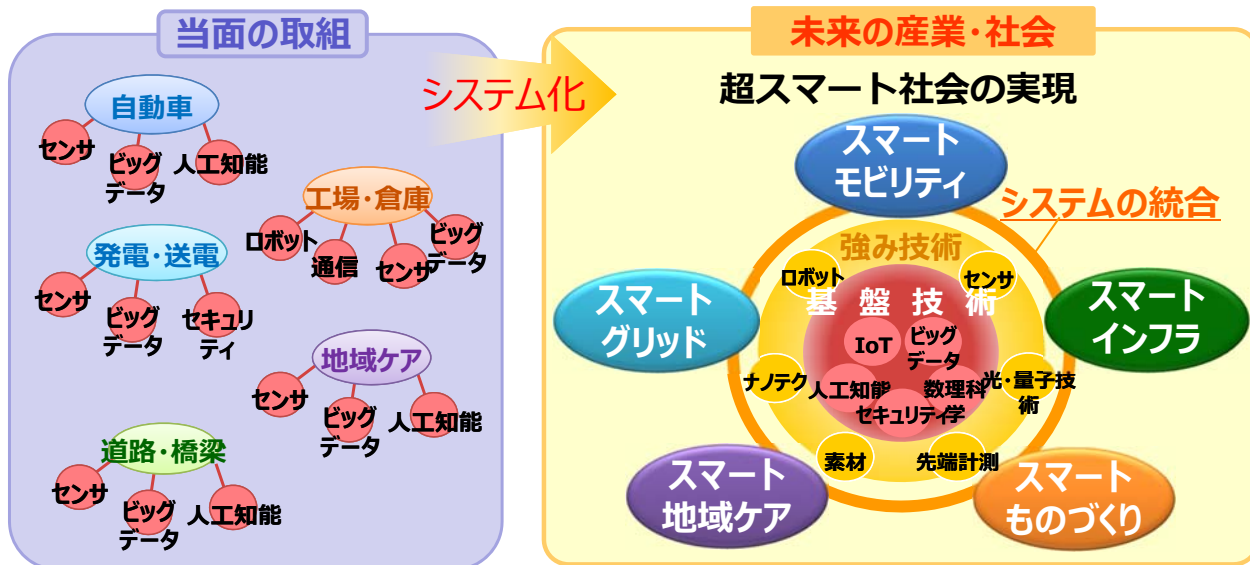 当面の取組
自動車
センサ
ビッグ
データ
人工知能
工場・倉庫
ロボット
通信
センサ
ビッグ
データ
発電・送電
センサ
ビッグ
データ
セキュリ
ティ
地域ケア
センサ
ビッグ
データ
人工知能
道路・橋梁
センサ
ビッグ
データ
人工知能
システム化
未来の産業・社会
超スマート社会の実現
スマート
モビリティ
システムの統合
強み技術
ロボット
センサ
基盤技術
スマート
グリッド
スマート
インフラ
IoT
ビッグ
データ
ナノテク
人工知能
数理科
学
光・量子技
術
セキュリティ
素材
先端計測
スマート
地域ケア
スマート
ものづくり